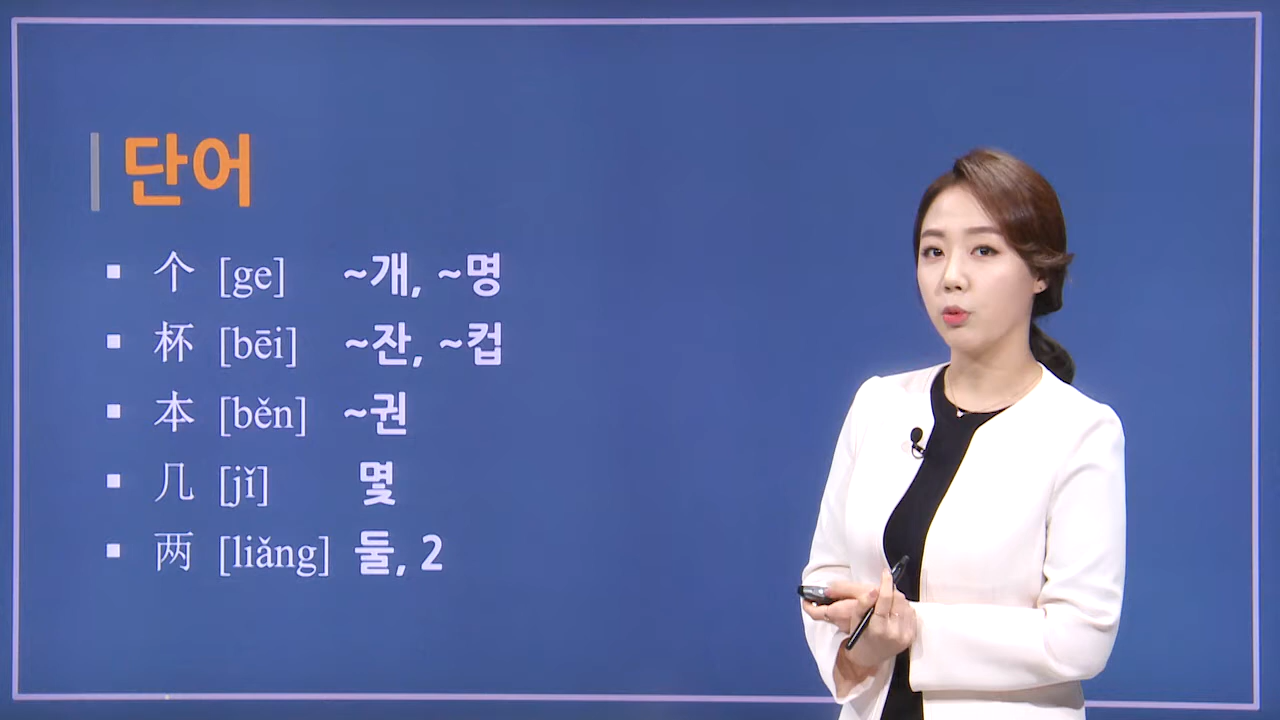 단어
▪ 个 [ge] ~개, ~명
▪ 杯 [bēi] ~잔, ~컵
▪ 本 [běn] ~권
▪ 几 [jǐ] 몇
▪ 两 [liǎng] 둘, 2